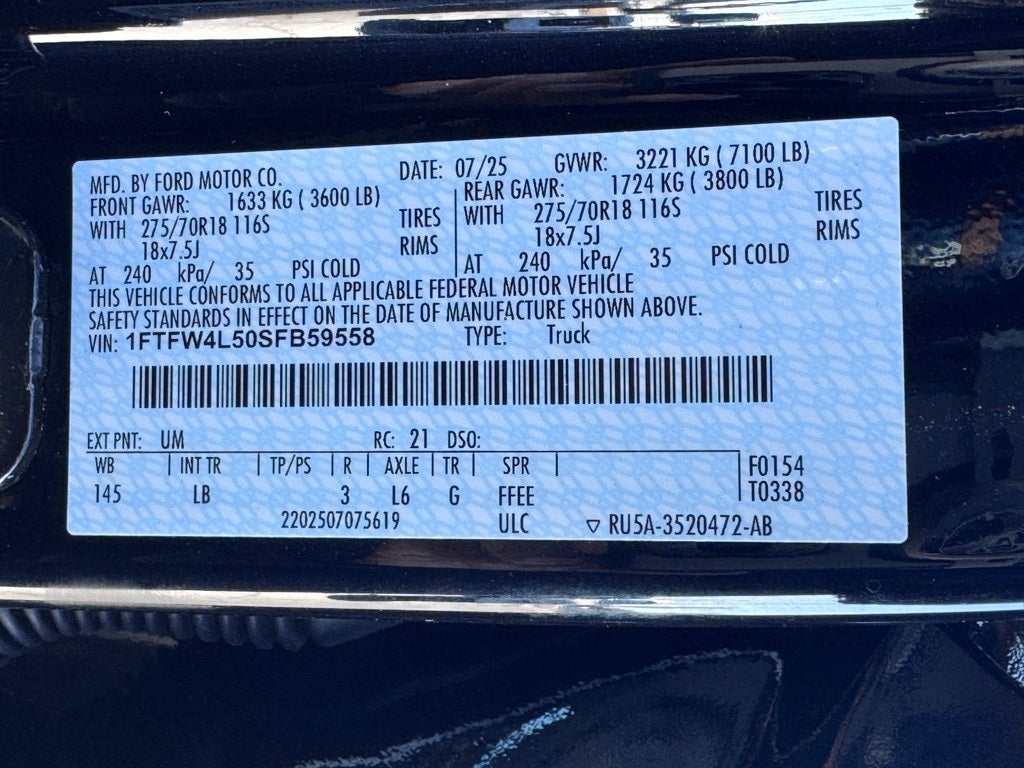 MFD. BY FORD MOTOR CO. DATE: 07/25 GVWR: 3221 KG ( 7100 LB)
FRONT GAWR: 1633 KG ( 3600 LB) REAR GAWR: 1724 KG ( 3800 LB)
WITH 275/70R18 116S TIRES WITH 275/70R18 116S TIRES
18x7.5J RIMS 18x7.5J RIMS
AT 240 kPa/ 35 PSI COLD AT 240 kPa/ 35 PSI COLD
THIS VEHICLE CONFORMS TO ALL APPLICABLE FEDERAL MOTOR VEHICLE
SAFETY STANDARDS IN EFFECT ON THE DATE OF MANUFACTURE SHOWN ABOVE.
VIN: 1FTFW4L50SFB59558 TYPE: Truck
EXT PNT: UM RC: 21 DSO:
WB INT TR TP/PS R AXLE TR SPR F0154
145 LB 3 L6 G FFEE T0338
2202507075619 ULC ▽ RU5A-3520472-AB